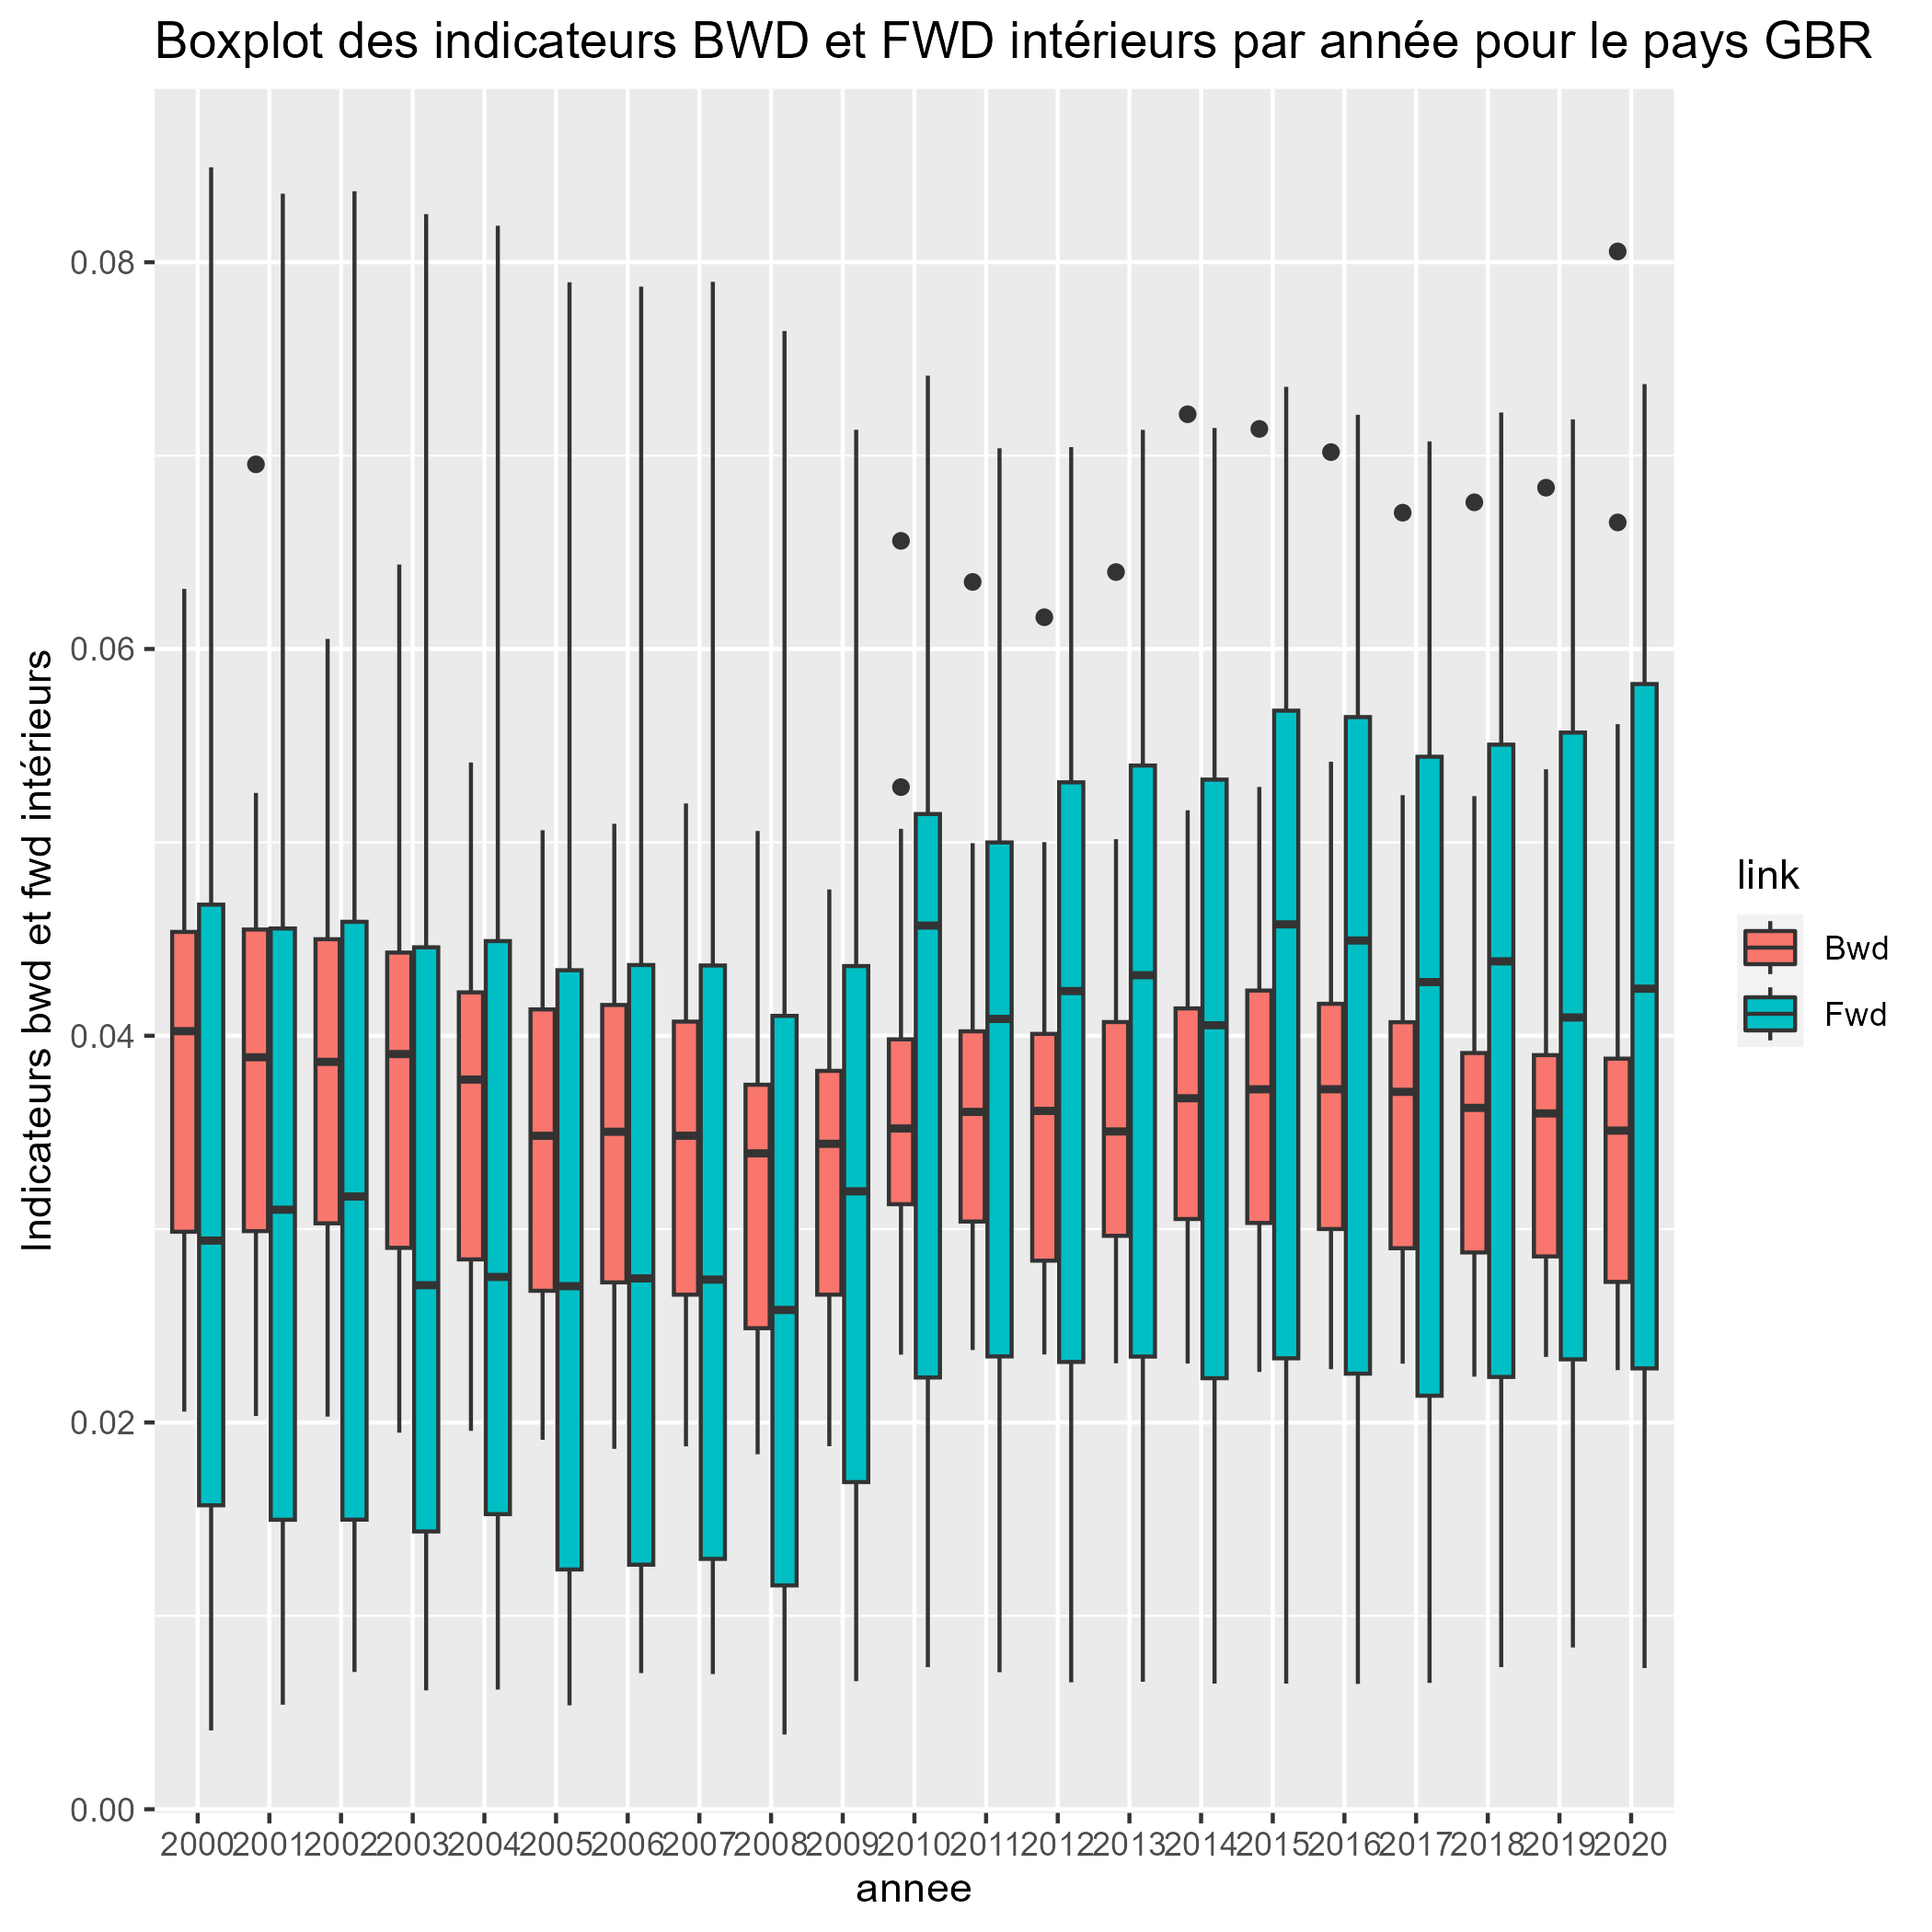 Boxplot des indicateurs BWD et FWD intérieurs par année pour le pays GBR
Indicateurs bwd et fwd intérieurs
0.08
0.06
0.04
0.02
0.00
2000 2001 2002 2003 2004 2005 2006 2007 2008 2009 2010 2011 2012 2013 2014 2015 2016 2017 2018 2019 2020
annee
link
Bwd
Fwd